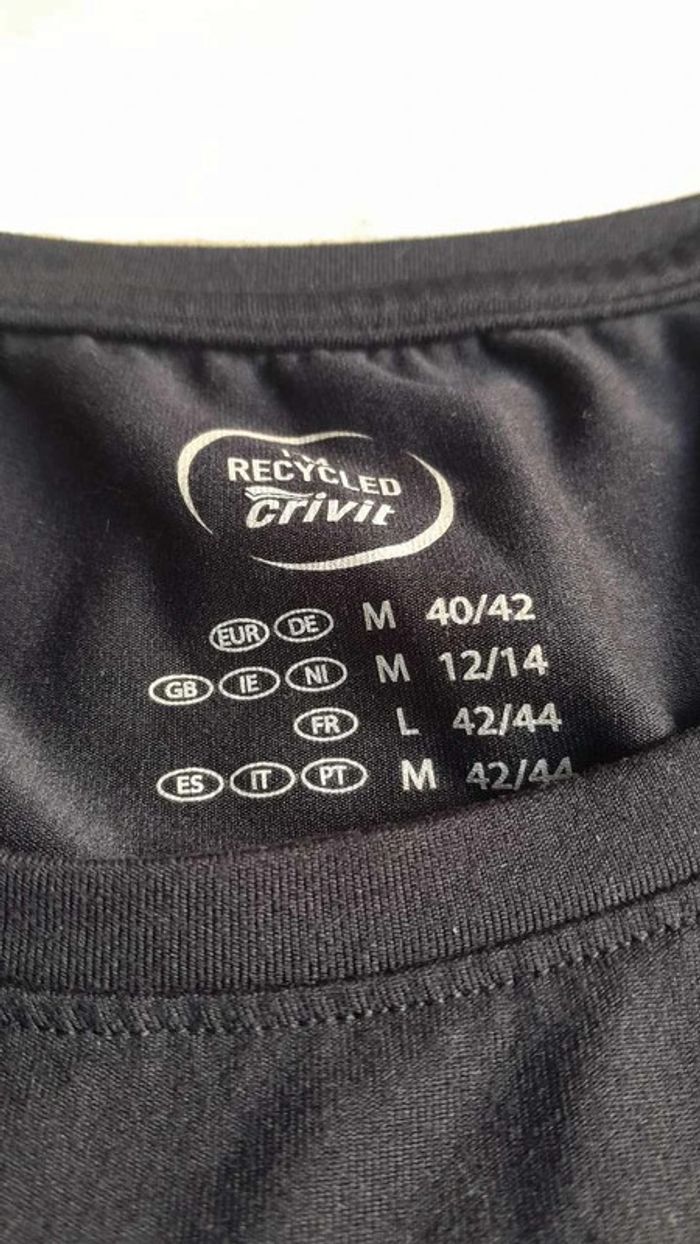 I'M
RECYCLED
crivit
EUR DE M 40/42
GB IE NI M 12/14
FR L 42/44
ES IT PT M 42/44